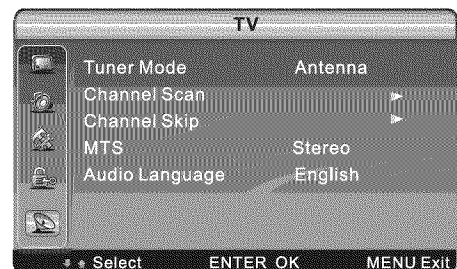 TV
Tuner Mode Antenna
Channel Scan
Channel Skip
MTS Stereo
Audio Language English
Select ENTER OK MENU Exit